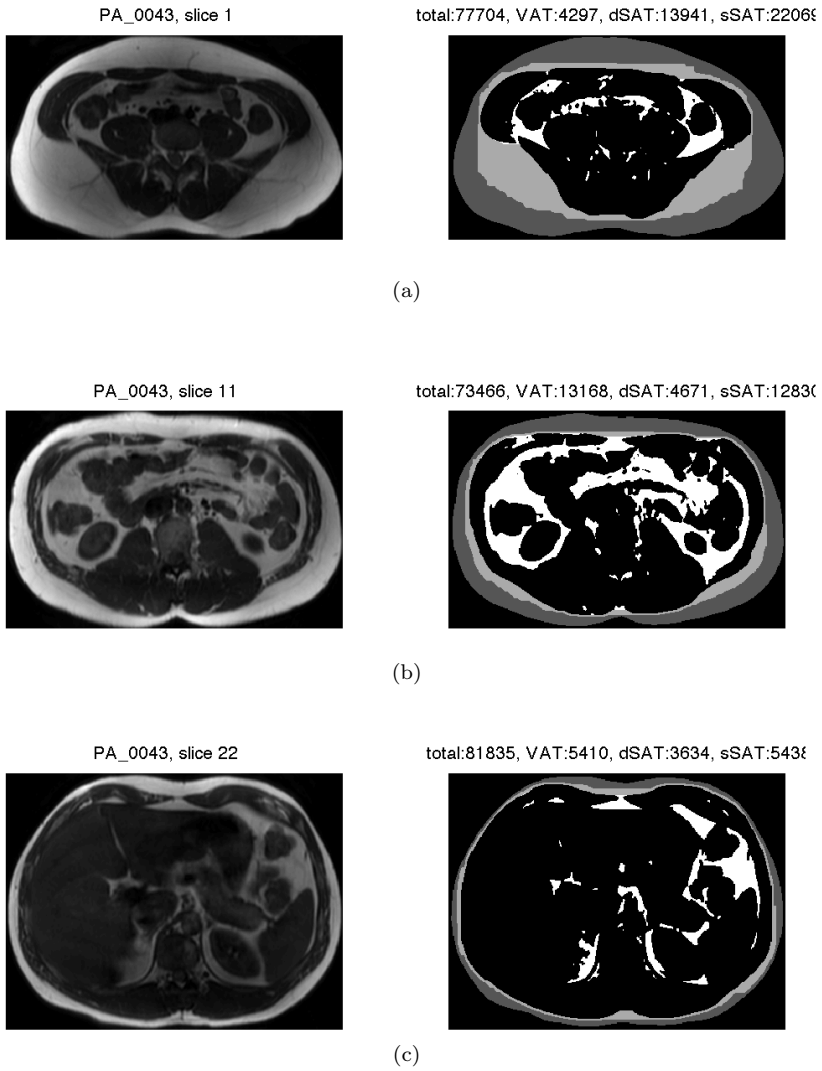 PA_0043, slice 1
total:77704, VAT:4297, dSAT:13941, sSAT:22069
(a)
PA_0043, slice 11
total:73466, VAT:13168, dSAT:4671, sSAT:12830
(b)
PA_0043, slice 22
total:81835, VAT:5410, dSAT:3634, sSAT:5438
(c)